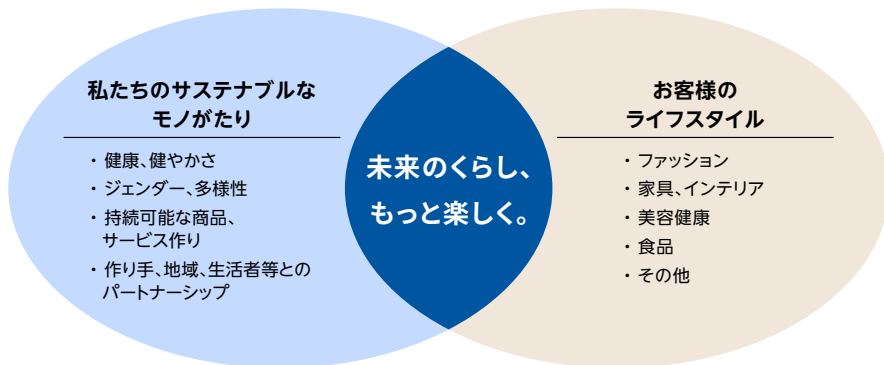 私たちのサステナブルな
モノがたり
・健康、健やかさ
・ジェンダー、多様性
・持続可能な商品、
サービス作り
・作り手、地域、生活者等との
パートナーシップ
未来のくらし、
もっと楽しく。
お客様の
ライフスタイル
・ファッション
・家具、インテリア
・美容健康
・食品
・その他